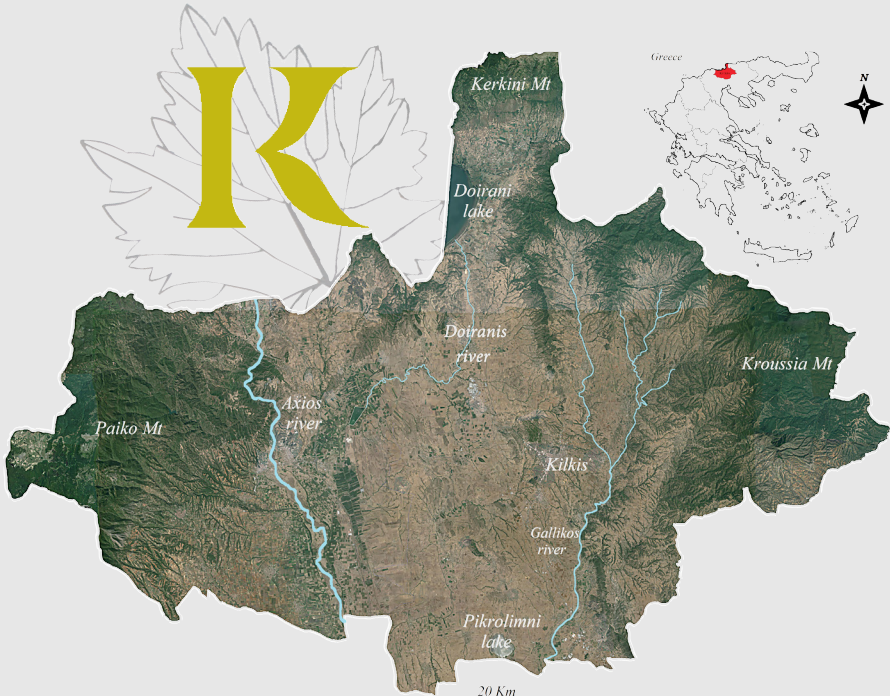 K
Greece
N
Kerkini Mt
Doirani
lake
Doiranis
river
Kroussia Mt
Axios
river
Paiko Mt
Kilkis
Gallikos
river
Pikrolimni
lake
20 Km